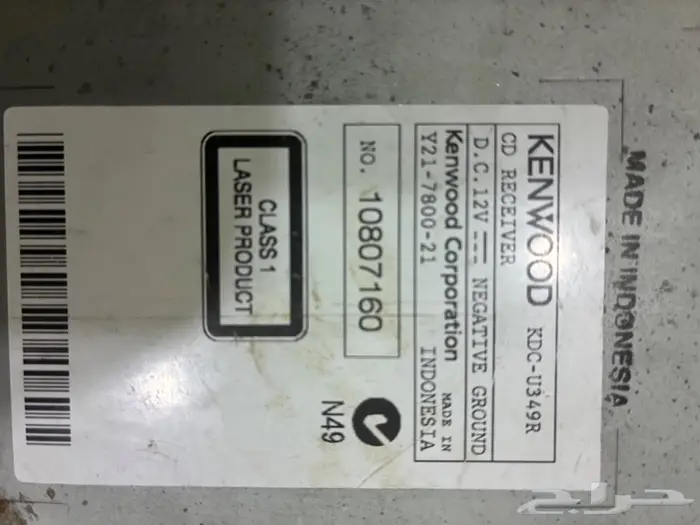 MADE IN INDONESIA
KENWOOD KDC-U349R
CD RECEIVER
D.C.12V NEGATIVE GROUND
Kenwood Corporation MADE IN
Y21-7800-21 INDONESIA
NO. 10807160
CLASS 1
LASER PRODUCT
N49
حراج